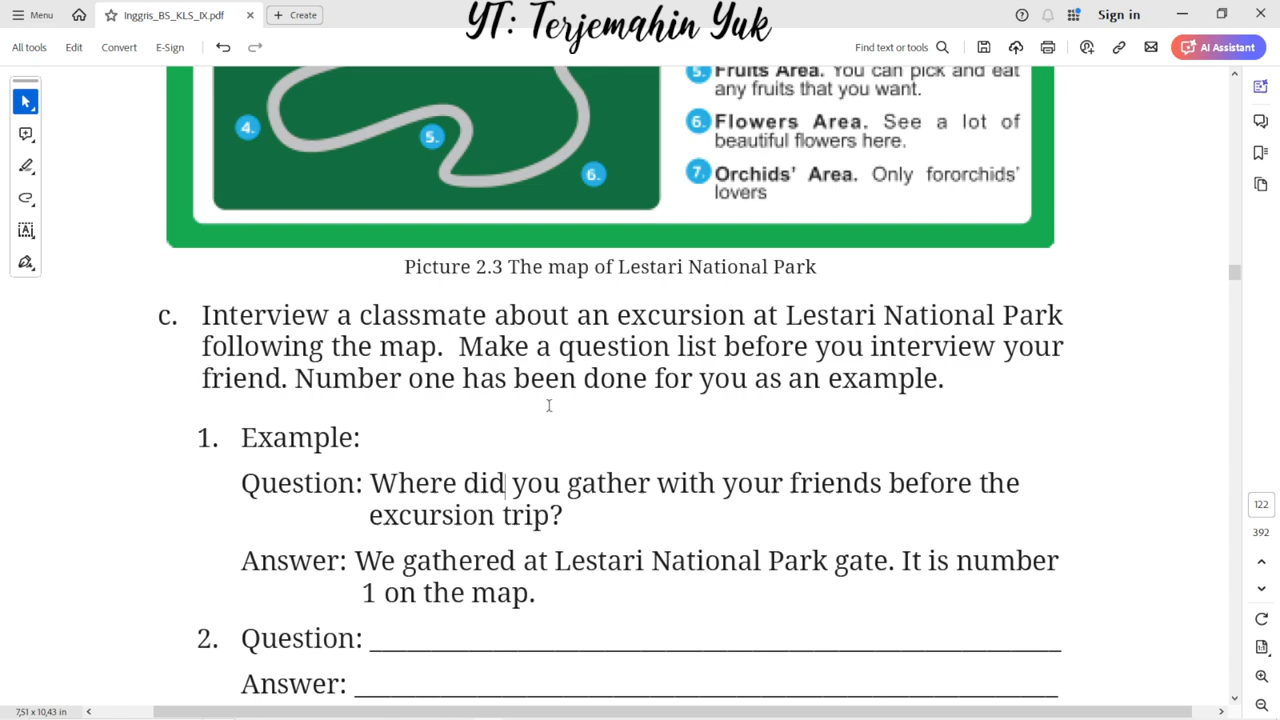 Inggris_BS_KLS_IX.pdf
Create
YT: Terjemahin Yuk
Sign in
Menu
All tools
Edit
Convert
E-Sign
Find text or tools
AI Assistant
5. Fruits Area. You can pick and eat
any fruits that you want.
6. Flowers Area. See a lot of
beautiful flowers here.
7. Orchids' Area. Only fororchids'
lovers
4.
5.
6.
Picture 2.3 The map of Lestari National Park
c. Interview a classmate about an excursion at Lestari National Park
following the map. Make a question list before you interview your
friend. Number one has been done for you as an example.
1. Example:
Question: Where did you gather with your friends before the
excursion trip?
Answer: We gathered at Lestari National Park gate. It is number
1 on the map.
2. Question:
Answer:
122
392
7,51 x 10,43 in